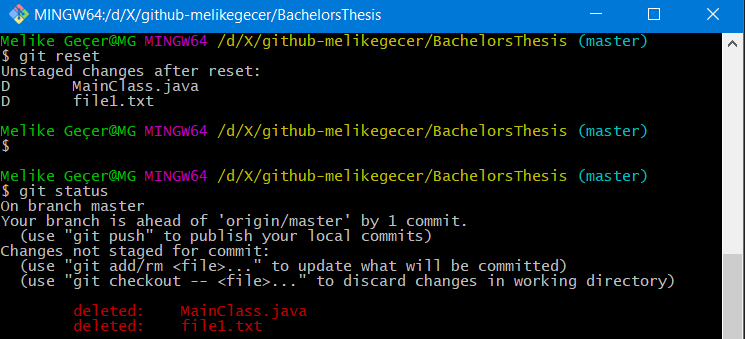 MINGW64:/d/X/github-melikegecer/BachelorsThesis
Melike Geçer@MG MINGW64 /d/X/github-melikegecer/BachelorsThesis (master)
$ git reset
Unstaged changes after reset:
D       MainClass.java
D       file1.txt
Melike Geçer@MG MINGW64 /d/X/github-melikegecer/BachelorsThesis (master)
$
Melike Geçer@MG MINGW64 /d/X/github-melikegecer/BachelorsThesis (master)
$ git status
On branch master
Your branch is ahead of 'origin/master' by 1 commit.
  (use "git push" to publish your local commits)
Changes not staged for commit:
  (use "git add/rm <file>..." to update what will be committed)
  (use "git checkout -- <file>..." to discard changes in working directory)
        deleted:    MainClass.java
        deleted:    file1.txt